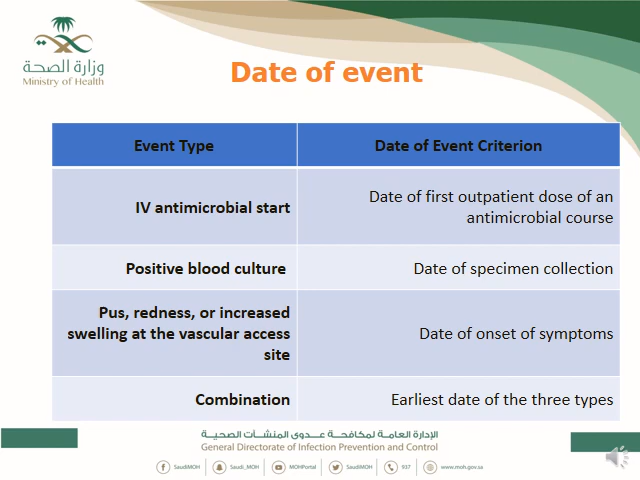 وزارة الصحة
Ministry of Health
Date of event
Event Type
Date of Event Criterion
IV antimicrobial start
Date of first outpatient dose of an
antimicrobial course
Positive blood culture
Date of specimen collection
Pus, redness, or increased
swelling at the vascular access
site
Date of onset of symptoms
Combination
Earliest date of the three types
الإدارة العامة لمكافحة عدوى المنشآت الصحية
General Directorate of Infection Prevention and Control
SaudiMOH
Saudi_MOH
MOHPortal
SaudiMOH
937
www.moh.gov.sa